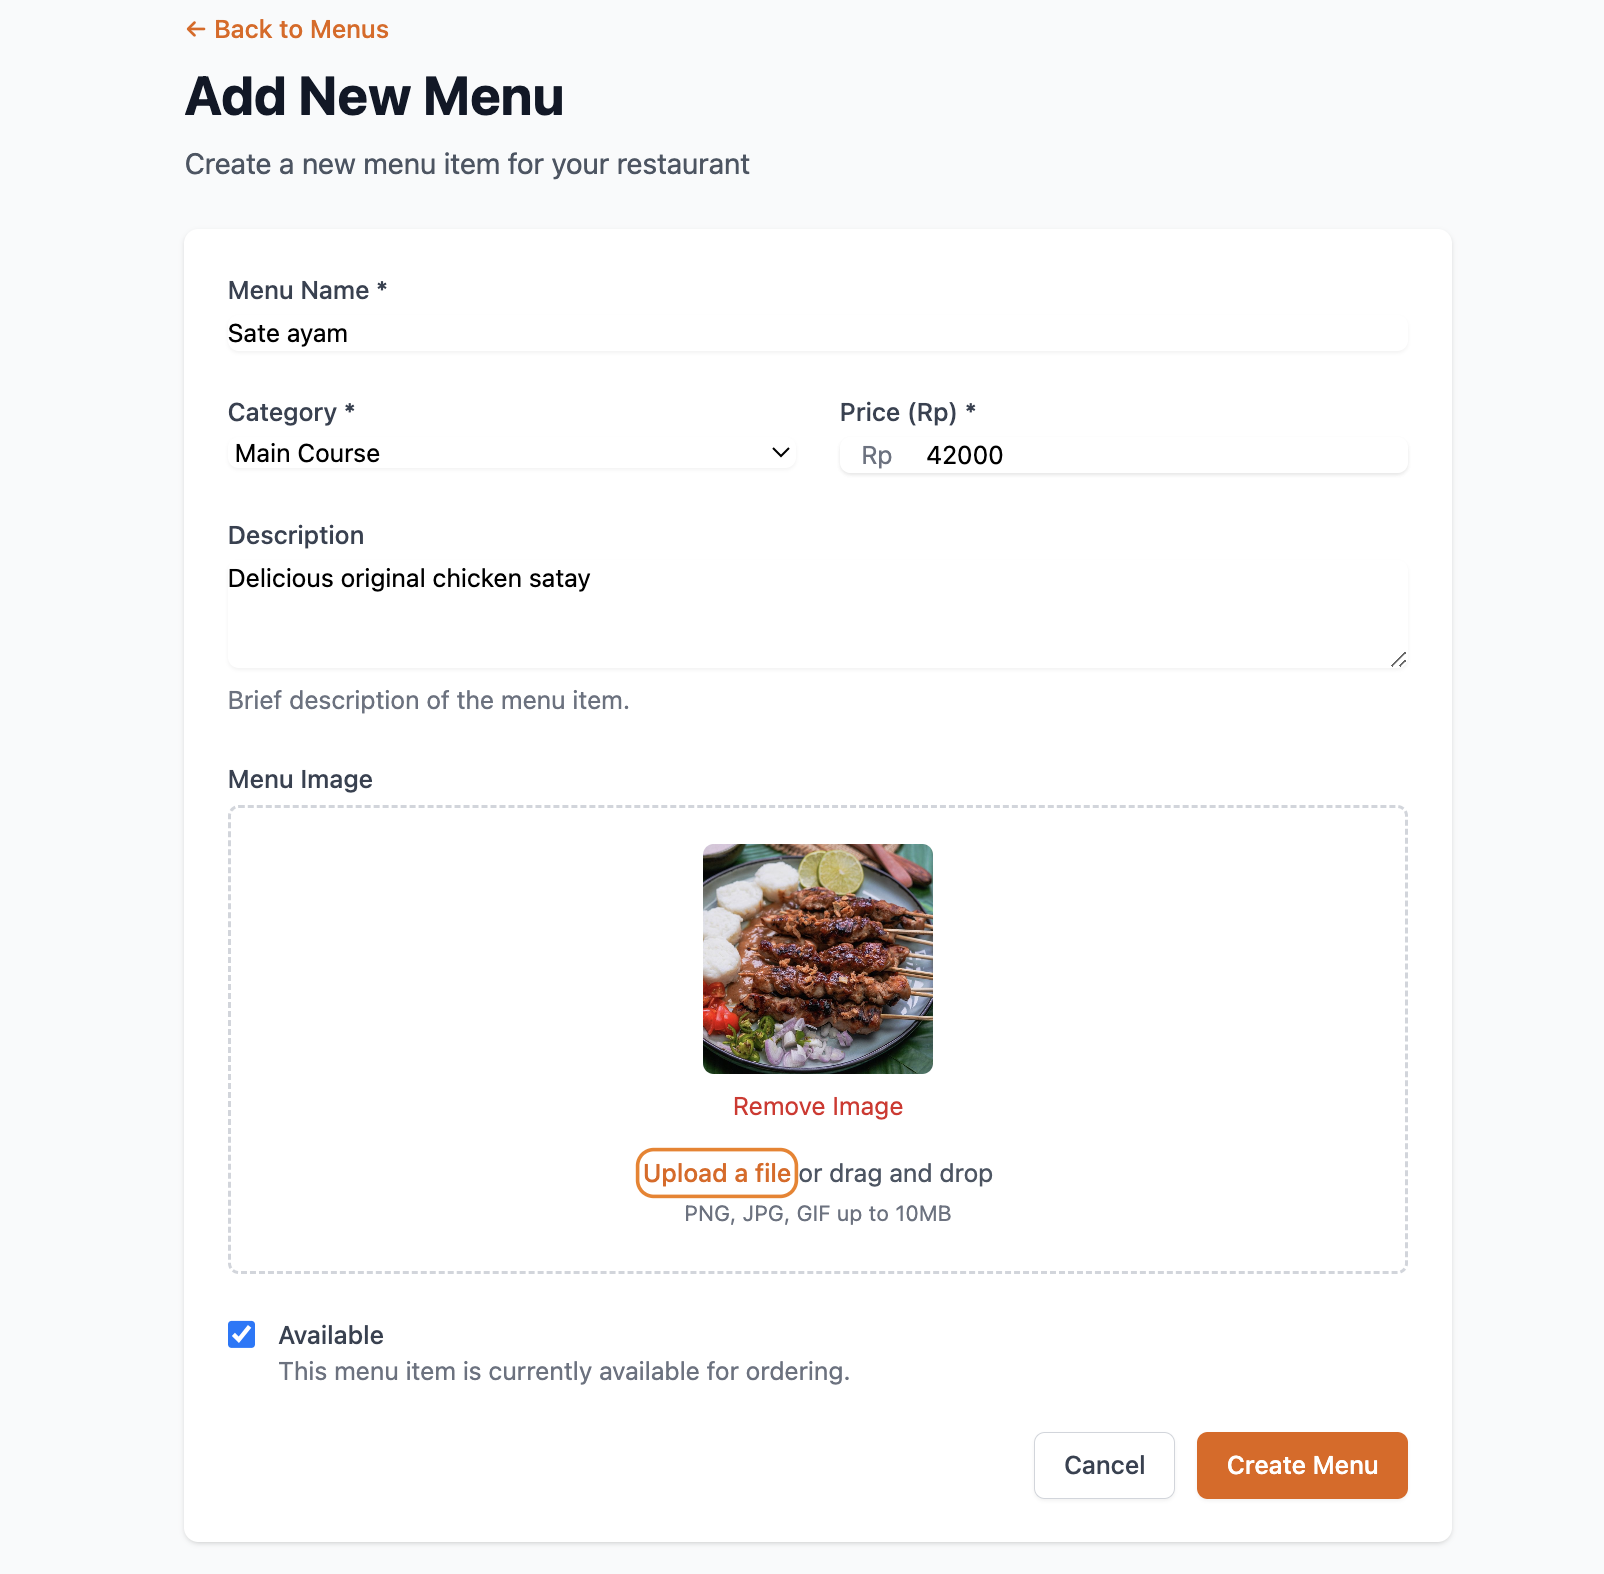 ← Back to Menus
Add New Menu
Create a new menu item for your restaurant
Menu Name *
Sate ayam
Category *
Main Course
Price (Rp) *
Rp 42000
Description
Delicious original chicken satay
Brief description of the menu item.
Menu Image
Remove Image
Upload a file or drag and drop
PNG, JPG, GIF up to 10MB
Available
This menu item is currently available for ordering.
Cancel
Create Menu